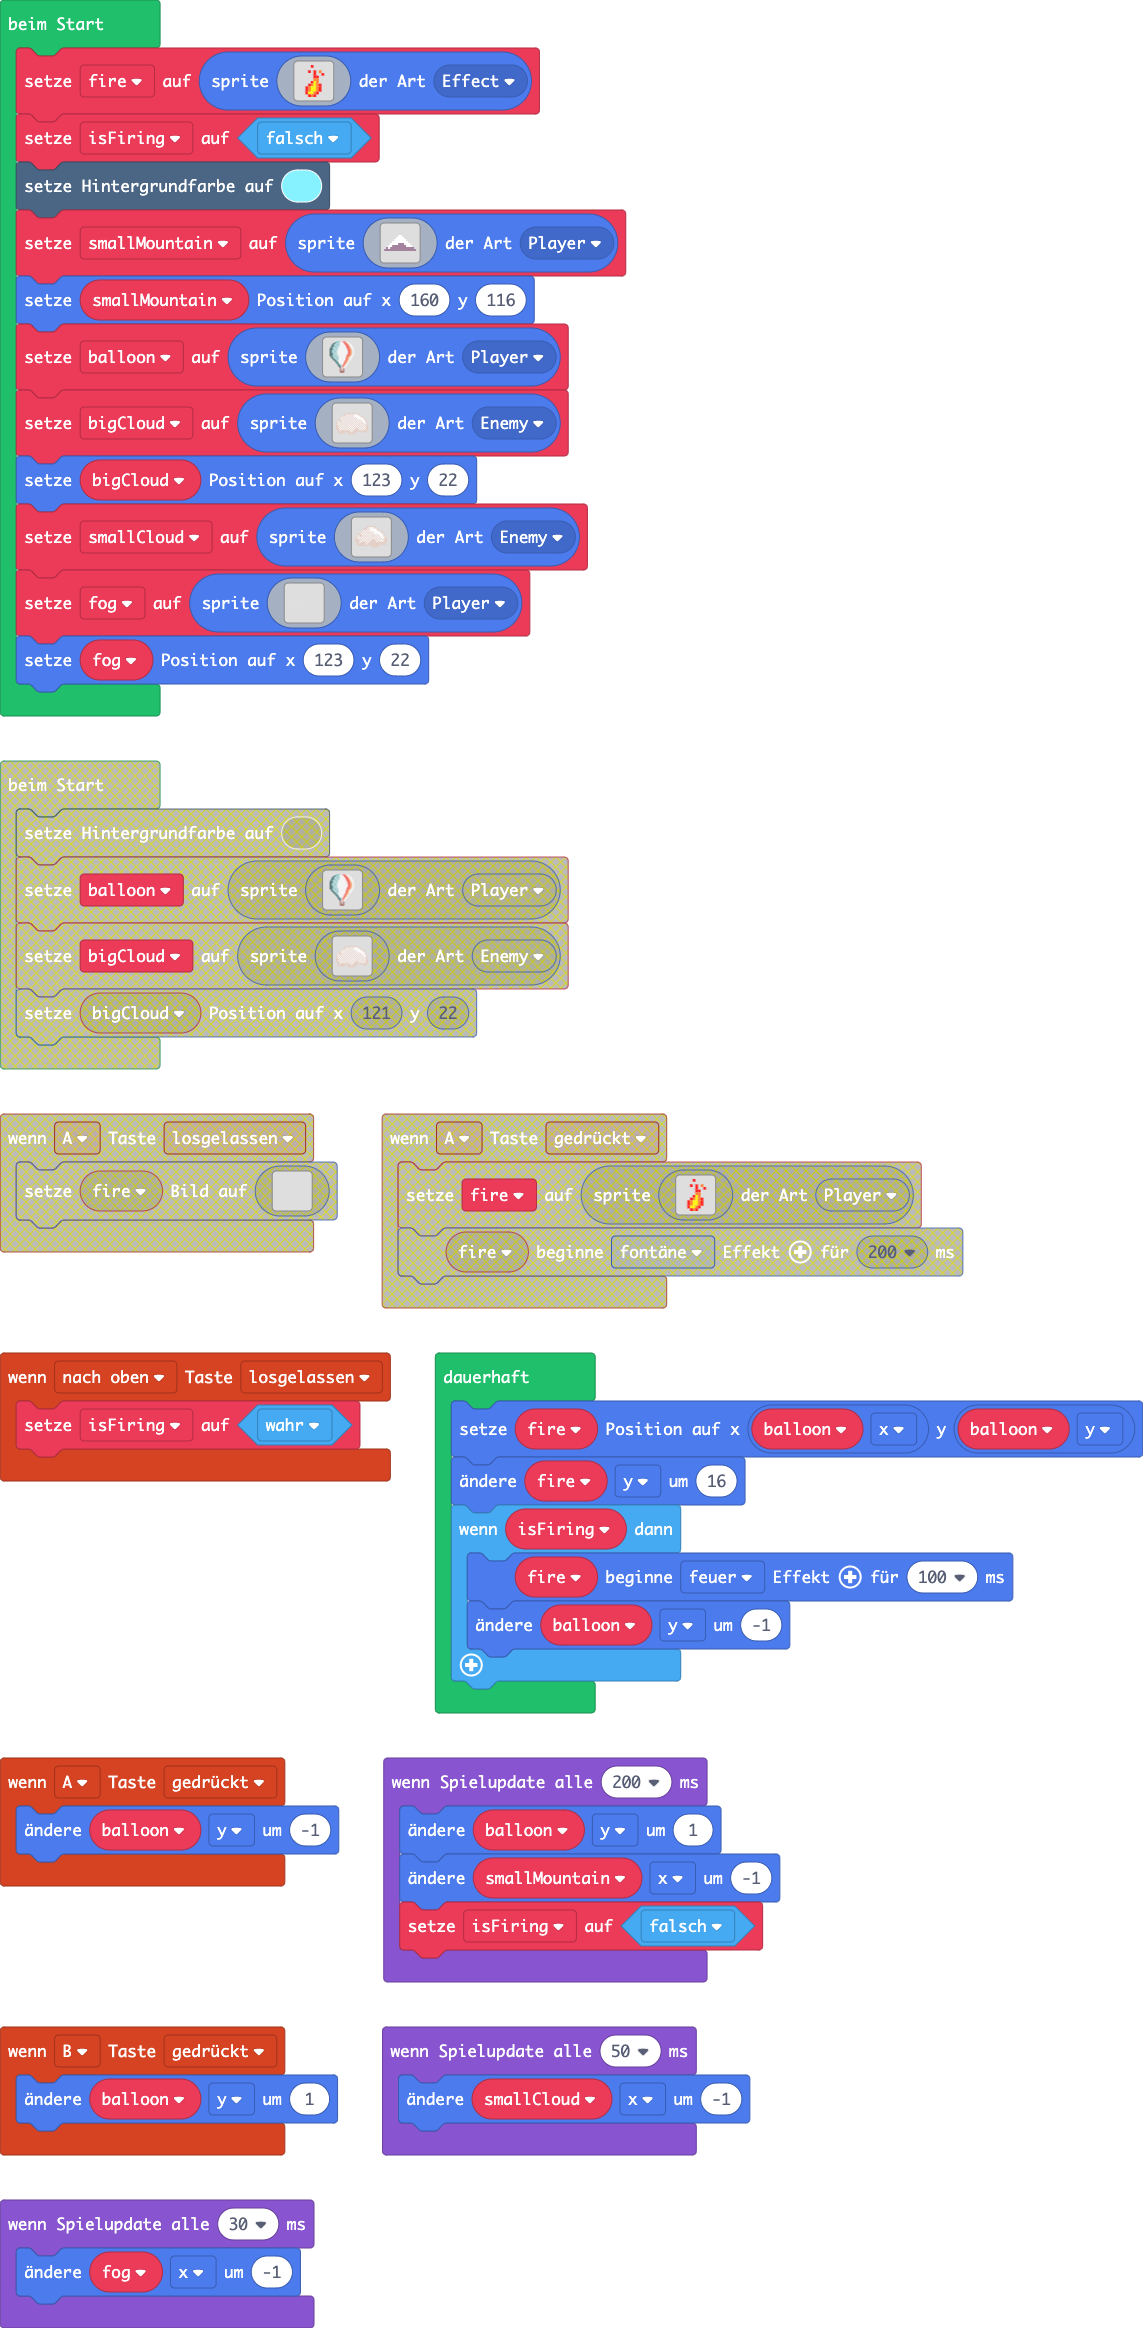 beim Start
setze fire auf sprite der Art Effect
setze isFiring auf falsch
setze Hintergrundfarbe auf
setze smallMountain auf sprite der Art Player
setze smallMountain Position auf x 160 y 116
setze balloon auf sprite der Art Player
setze bigCloud auf sprite der Art Enemy
setze bigCloud Position auf x 123 y 22
setze smallCloud auf sprite der Art Enemy
setze fog auf sprite der Art Player
setze fog Position auf x 123 y 22
beim Start
setze Hintergrundfarbe auf
setze balloon auf sprite der Art Player
setze bigCloud auf sprite der Art Enemy
setze bigCloud Position auf x 121 y 22
wenn A Taste losgelassen
setze fire Bild auf
wenn A Taste gedrückt
setze fire auf sprite der Art Player
fire beginne fontäne Effekt für 200 ms
wenn nach oben Taste losgelassen
setze isFiring auf wahr
dauerhaft
setze fire Position auf x balloon x y balloon y
ändere fire y um 16
wenn isFiring dann
fire beginne feuer Effekt für 100 ms
ändere balloon y um -1
wenn A Taste gedrückt
ändere balloon y um -1
wenn Spielupdate alle 200 ms
ändere balloon y um 1
ändere smallMountain x um -1
setze isFiring auf falsch
wenn B Taste gedrückt
ändere balloon y um 1
wenn Spielupdate alle 50 ms
ändere smallCloud x um -1
wenn Spielupdate alle 30 ms
ändere fog x um -1